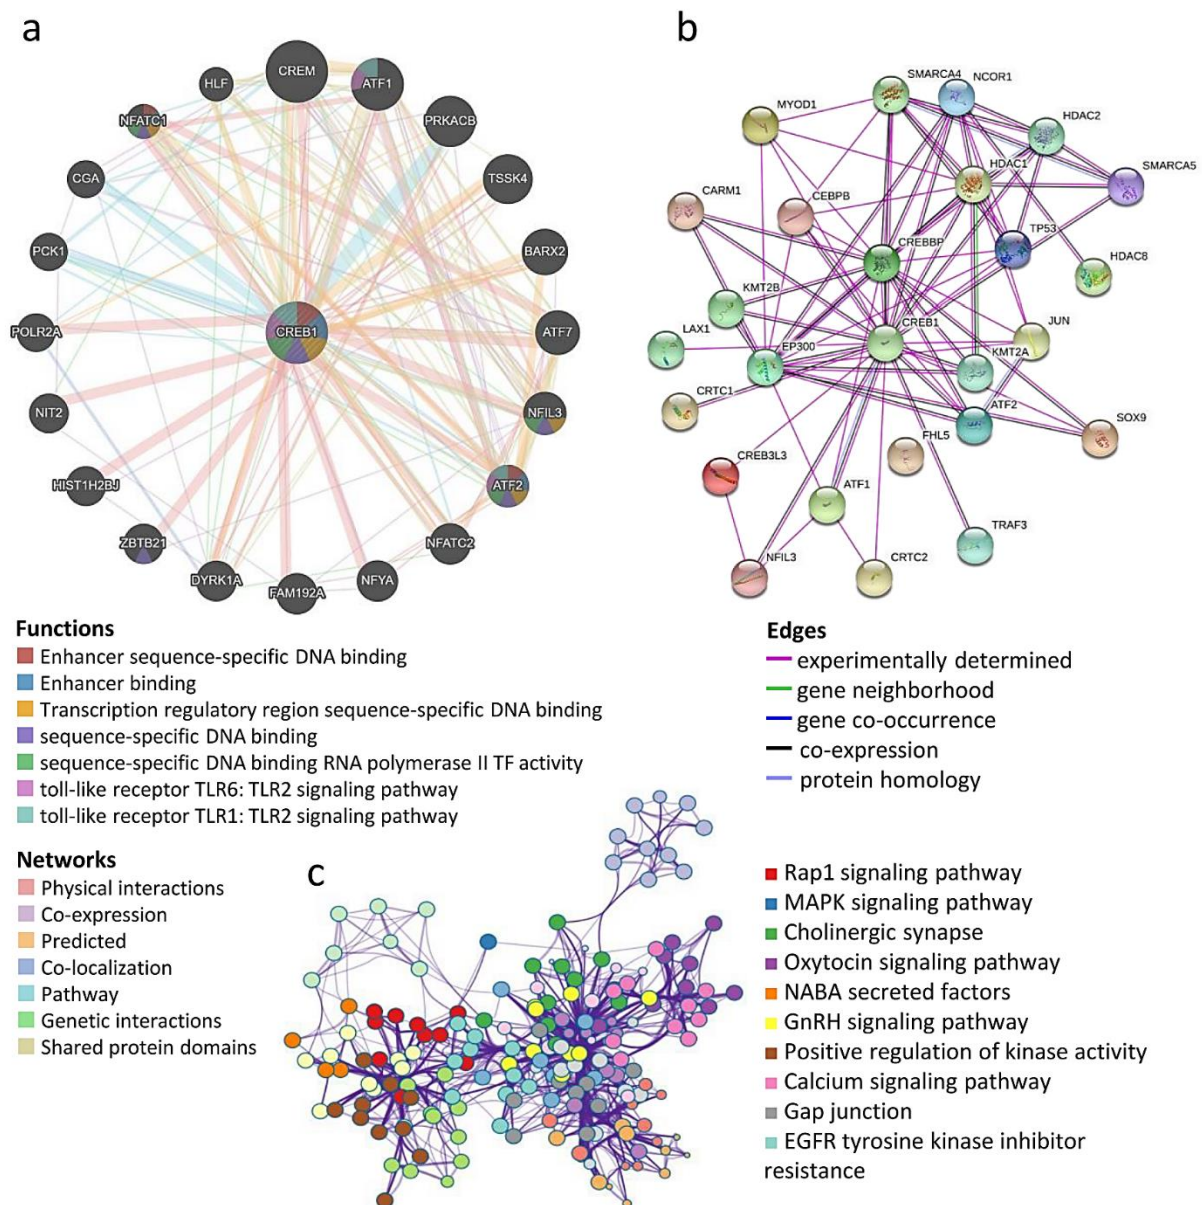 a
b
CREM
HLF
ATF1
NFATC1
PRKACB
CGA
TSSK4
PCK1
BARX2
POLR2A
CREB1
ATF7
NIT2
NFIL3
HIST1H2BJ
ATF2
ZBTB21
NFATC2
DYRK1A
NFYA
FAM192A
SMARCA4
NCOR1
MYOD1
HDAC2
HDAC1
SMARCA5
CARM1
CEBPB
TP53
CREBBP
HDAC8
KMT2B
CREB1
JUN
LAX1
EP300
KMT2A
CRTC1
ATF2
SOX9
FHL5
CREB3L3
ATF1
TRAF3
NFIL3
CRTC2
Functions
Enhancer sequence-specific DNA binding
Enhancer binding
Transcription regulatory region sequence-specific DNA binding
sequence-specific DNA binding
sequence-specific DNA binding RNA polymerase II TF activity
toll-like receptor TLR6: TLR2 signaling pathway
toll-like receptor TLR1: TLR2 signaling pathway
Edges
experimentally determined
gene neighborhood
gene co-occurrence
co-expression
protein homology
Networks
Physical interactions
Co-expression
Predicted
Co-localization
Pathway
Genetic interactions
Shared protein domains
c
Rap1 signaling pathway
MAPK signaling pathway
Cholinergic synapse
Oxytocin signaling pathway
NABA secreted factors
GnRH signaling pathway
Positive regulation of kinase activity
Calcium signaling pathway
Gap junction
EGFR tyrosine kinase inhibitor
resistance